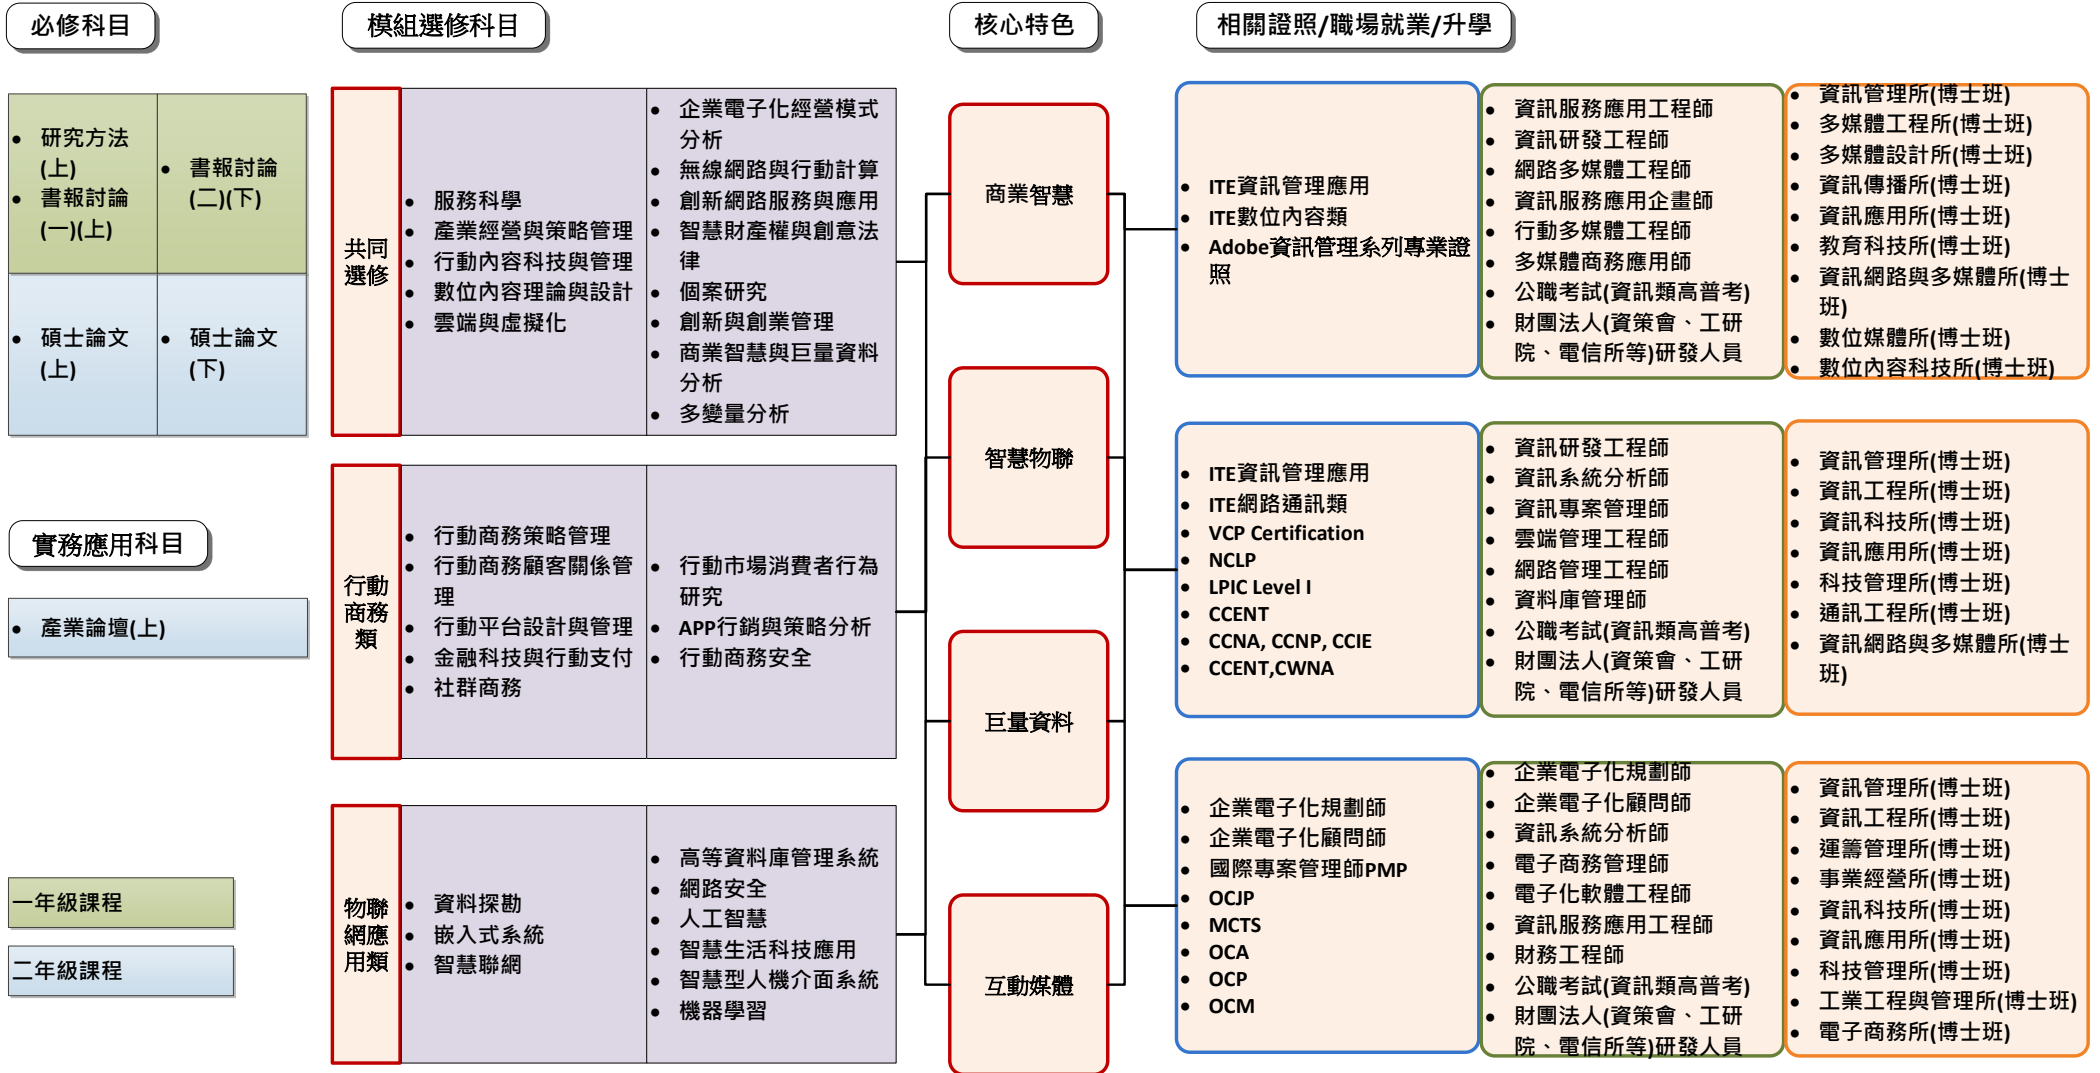 必修科目
模組選修科目
核心特色
相關證照/職場就業/升學
• 研究方法
(上)
• 書報討論
(一)(上)
• 書報討論
(二)(下)
• 碩士論文
(上)
• 碩士論文
(下)
實務應用科目
• 產業論壇(上)
一年級課程
二年級課程
共同
選修
• 服務科學
• 產業經營與策略管理
• 行動內容科技與管理
• 數位內容理論與設計
• 雲端與虛擬化
• 企業電子化經營模式
分析
• 無線網路與行動計算
• 創新網路服務與應用
• 智慧財產權與創意法
律
• 個案研究
• 創新與創業管理
• 商業智慧與巨量資料
分析
• 多變量分析
行動
商務
類
• 行動商務策略管理
• 行動商務顧客關係管
理
• 行動平台設計與管理
• 金融科技與行動支付
• 社群商務
• 行動市場消費者行為
研究
• APP行銷與策略分析
• 行動商務安全
物聯
網應
用類
• 資料探勘
• 嵌入式系統
• 智慧聯網
• 高等資料庫管理系統
• 網路安全
• 人工智慧
• 智慧生活科技應用
• 智慧型人機介面系統
• 機器學習
商業智慧
智慧物聯
巨量資料
互動媒體
• ITE資訊管理應用
• ITE數位內容類
• Adobe資訊管理系列專業證
照
• 資訊服務應用工程師
• 資訊研發工程師
• 網路多媒體工程師
• 資訊服務應用企畫師
• 行動多媒體工程師
• 多媒體商務應用師
• 公職考試(資訊類高普考)
• 財團法人(資策會、工研
院、電信所等)研發人員
• 資訊管理所(博士班)
• 多媒體工程所(博士班)
• 多媒體設計所(博士班)
• 資訊傳播所(博士班)
• 資訊應用所(博士班)
• 教育科技所(博士班)
• 資訊網路與多媒體所(博士
班)
• 數位媒體所(博士班)
• 數位內容科技所(博士班)
• ITE資訊管理應用
• ITE網路通訊類
• VCP Certification
• NCLP
• LPIC Level I
• CCENT
• CCNA, CCNP, CCIE
• CCENT,CWNA
• 資訊研發工程師
• 資訊系統分析師
• 資訊專案管理師
• 雲端管理工程師
• 網路管理工程師
• 資料庫管理師
• 公職考試(資訊類高普考)
• 財團法人(資策會、工研
院、電信所等)研發人員
• 資訊管理所(博士班)
• 資訊工程所(博士班)
• 資訊科技所(博士班)
• 資訊應用所(博士班)
• 科技管理所(博士班)
• 通訊工程所(博士班)
• 資訊網路與多媒體所(博士
班)
• 企業電子化規劃師
• 企業電子化顧問師
• 國際專案管理師PMP
• OCJP
• MCTS
• OCA
• OCP
• OCM
• 企業電子化規劃師
• 企業電子化顧問師
• 資訊系統分析師
• 電子商務管理師
• 電子化軟體工程師
• 資訊服務應用工程師
• 財務工程師
• 公職考試(資訊類高普考)
• 財團法人(資策會、工研
院、電信所等)研發人員
• 資訊管理所(博士班)
• 資訊工程所(博士班)
• 運籌管理所(博士班)
• 事業經營所(博士班)
• 資訊科技所(博士班)
• 資訊應用所(博士班)
• 科技管理所(博士班)
• 工業工程與管理所(博士班)
• 電子商務所(博士班)